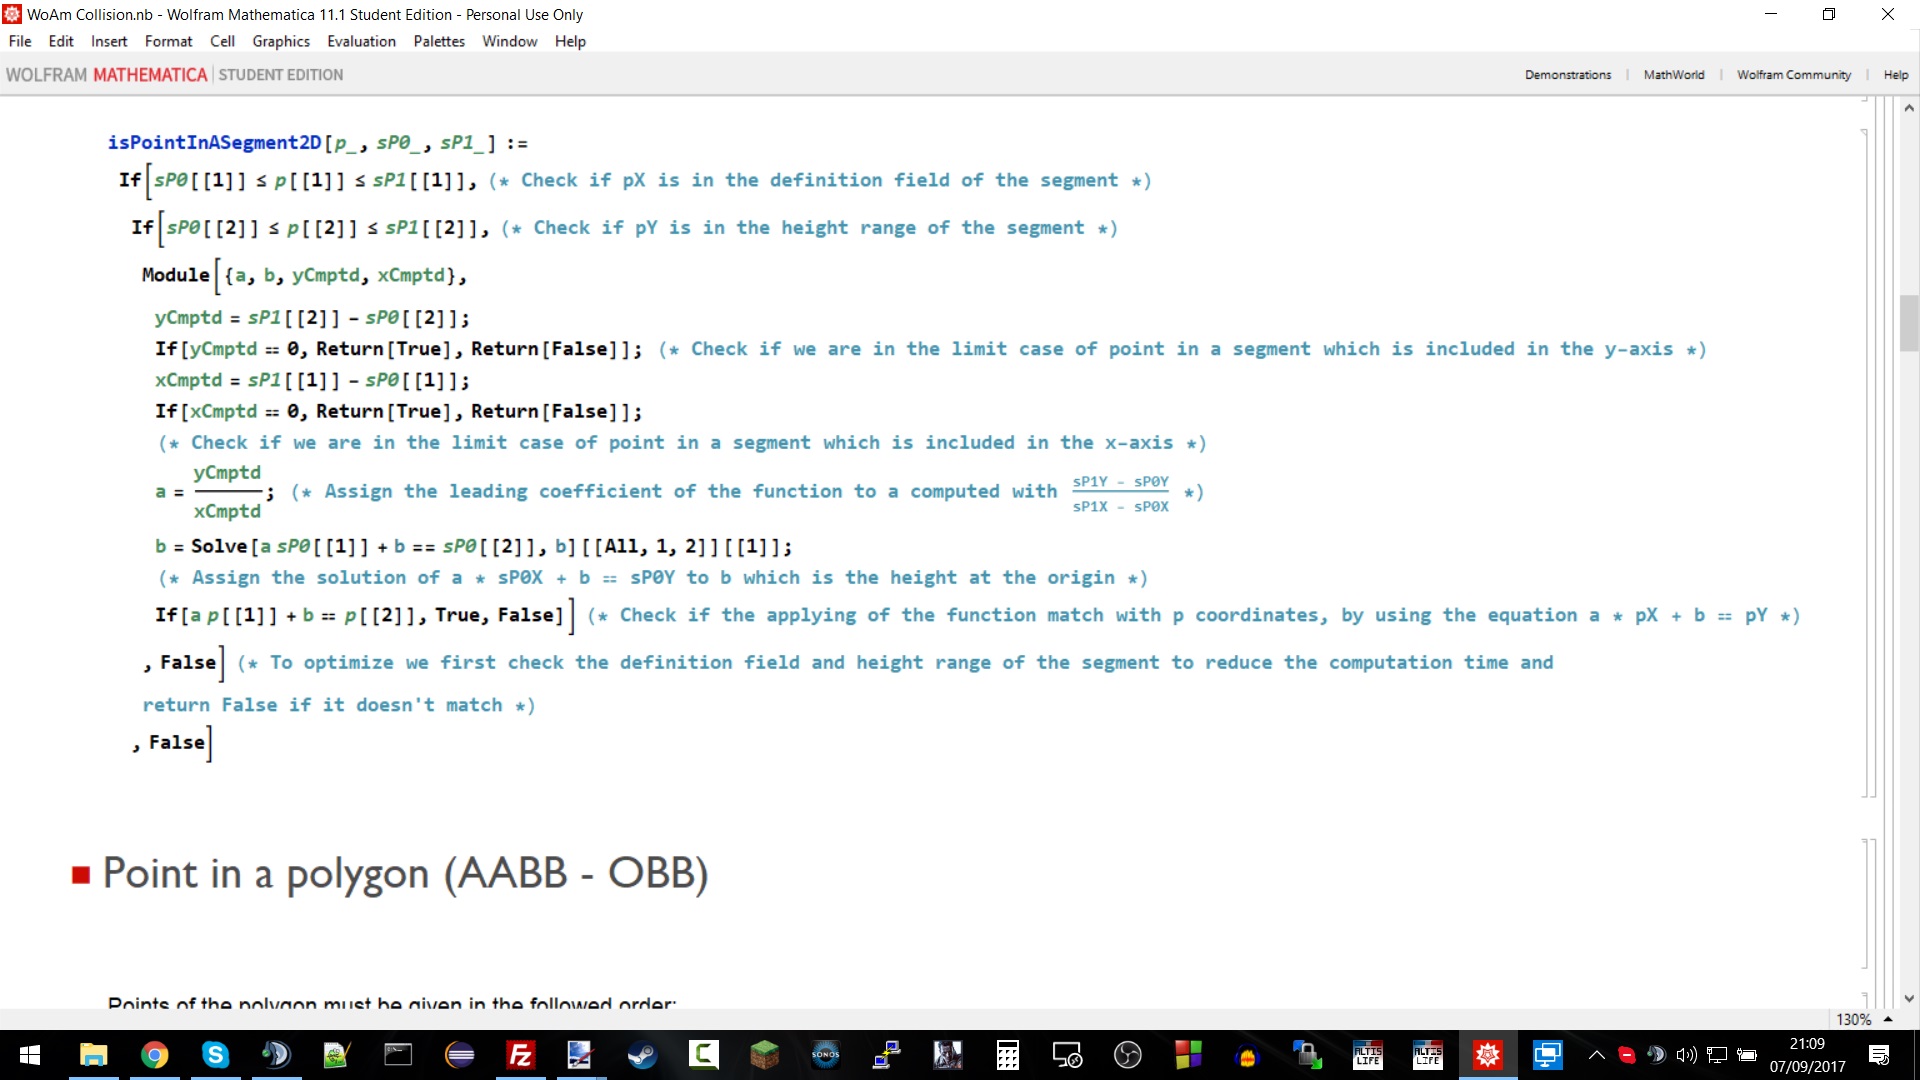 WoAm Collision.nb - Wolfram Mathematica 11.1 Student Edition - Personal Use Only
File Edit Insert Format Cell Graphics Evaluation Palettes Window Help
WOLFRAM MATHEMATICA | STUDENT EDITION
Demonstrations | MathWorld | Wolfram Community | Help
isPointInASegment2D[p_, sP0_, sP1_] :=
If[sP0[[1]] ≤ p[[1]] ≤ sP1[[1]], (* Check if pX is in the definition field of the segment *)
If[sP0[[2]] ≤ p[[2]] ≤ sP1[[2]], (* Check if pY is in the height range of the segment *)
Module[{a, b, yCmptd, xCmptd},
yCmptd = sP1[[2]] - sP0[[2]];
If[yCmptd == 0, Return[True], Return[False]]; (* Check if we are in the limit case of point in a segment which is included in the y-axis *)
xCmptd = sP1[[1]] - sP0[[1]];
If[xCmptd == 0, Return[True], Return[False]];
(* Check if we are in the limit case of point in a segment which is included in the x-axis *)
a = yCmptd / xCmptd; (* Assign the leading coefficient of the function to a computed with sP1Y - sP0Y / sP1X - sP0X *)
b = Solve[a sP0[[1]] + b == sP0[[2]], b][[All, 1, 2]][[1]];
(* Assign the solution of a * sP0X + b == sP0Y to b which is the height at the origin *)
If[a p[[1]] + b == p[[2]], True, False]] (* Check if the applying of the function match with p coordinates, by using the equation a * pX + b == pY *)
, False] (* To optimize we first check the definition field and height range of the segment to reduce the computation time and
return False if it doesn't match *)
, False]
Point in a polygon (AABB - OBB)
Points of the polygon must be given in the followed order:
130%
SONOS
ALTIS LIFE
ALTIS LIFE
21:09
07/09/2017